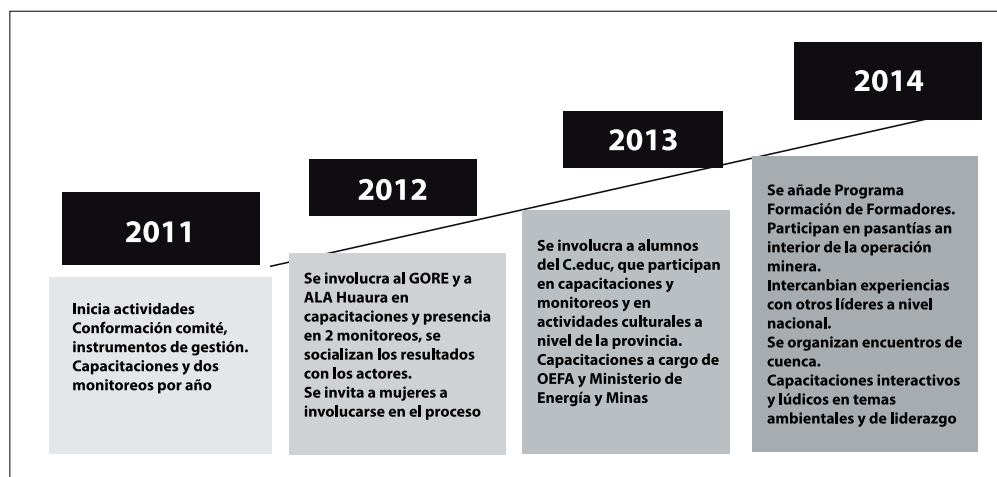 2011
Inicia actividades
Conformación comité,
instrumentos de gestión.
Capacitaciones y dos
monitoreos por año
2012
Se involucra al GORE y a
ALA Huaura en
capacitaciones y presencia
en 2 monitoreos, se
socializan los resultados
con los actores.
Se invita a mujeres a
involucarse en el proceso
2013
Se involucra a alumnos
del C.educ, que participan
en capacitaciones y
monitoreos y en
actividades culturales a
nivel de la provincia.
Capacitaciones a cargo de
OEFA y Ministerio de
Energía y Minas
2014
Se añade Programa
Formación de Formadores.
Participan en pasantías an
interior de la operación
minera.
Intercanbian experiencias
con otros líderes a nivel
nacional.
Se organizan encuentros de
cuenca.
Capacitaciones interactivos
y lúdicos en temas
ambientales y de liderazgo